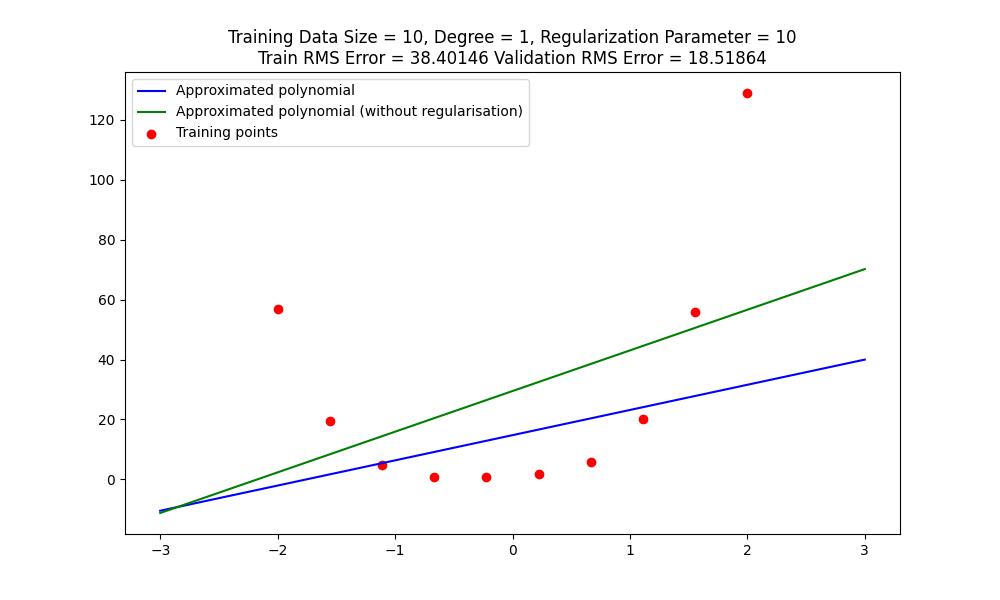 Training Data Size = 10, Degree = 1, Regularization Parameter = 10
Train RMS Error = 38.40146 Validation RMS Error = 18.51864
Approximated polynomial
Approximated polynomial (without regularisation)
Training points
120
100
80
60
40
20
0
−3
−2
−1
0
1
2
3